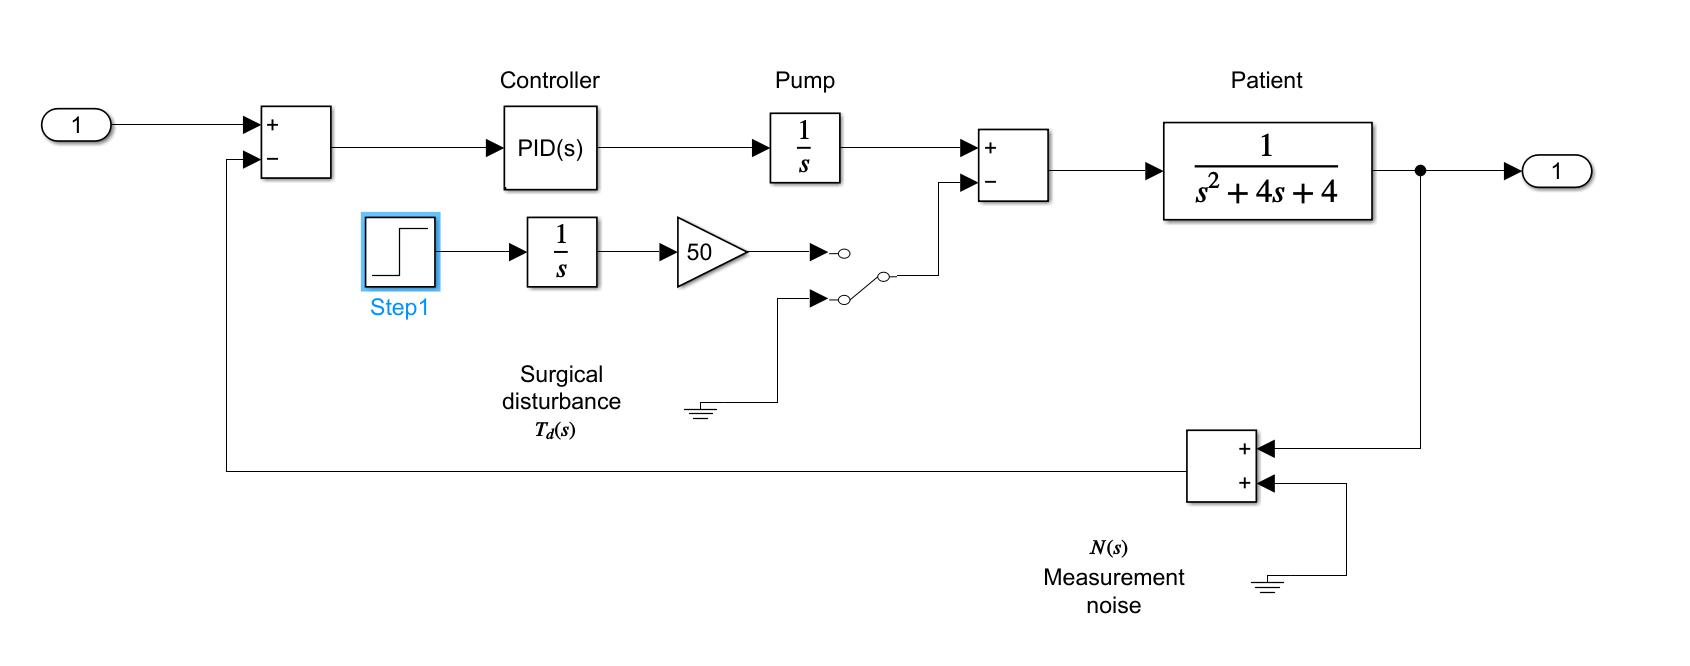 Controller
Pump
Patient
1
+
−
PID(s)
1
s
+
−
1
s² + 4s + 4
1
Step1
1
s
50
Surgical
disturbance
T_d(s)
+
+
N(s)
Measurement
noise